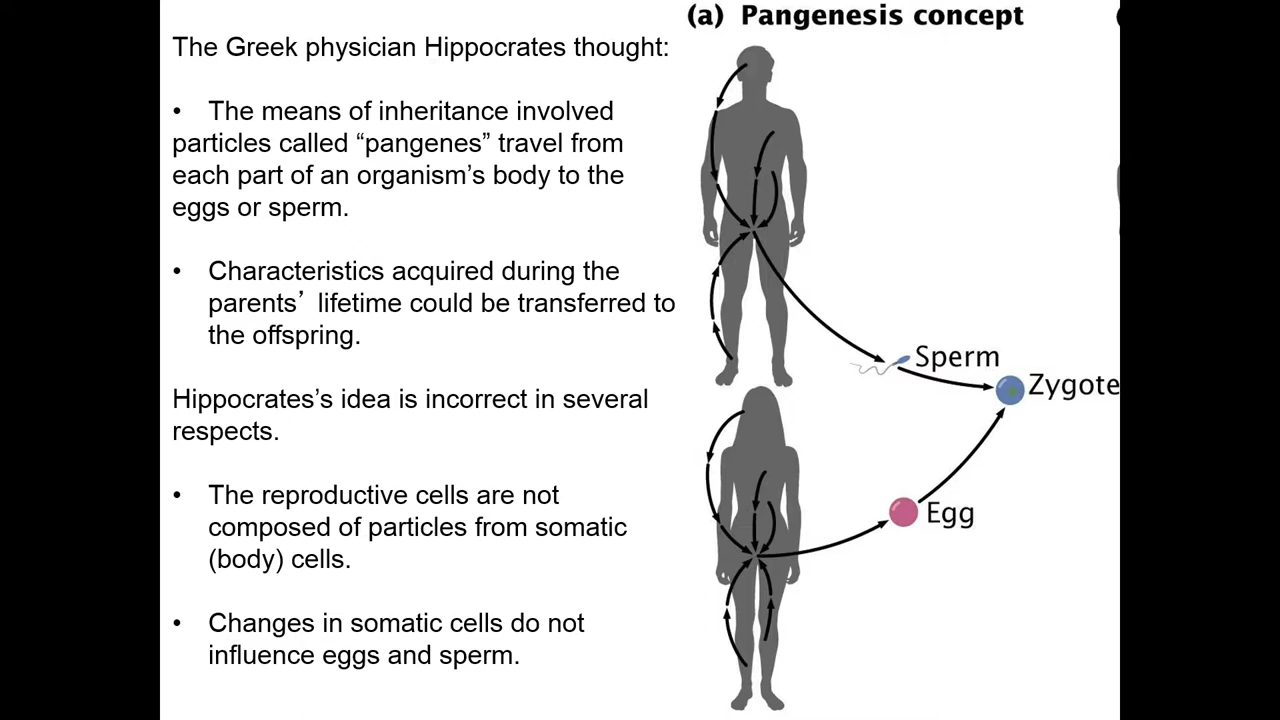 (a) Pangenesis concept
The Greek physician Hippocrates thought:
• The means of inheritance involved
particles called “pangenes” travel from
each part of an organism’s body to the
eggs or sperm.
• Characteristics acquired during the
parents’ lifetime could be transferred to
the offspring.
Hippocrates’s idea is incorrect in several
respects.
• The reproductive cells are not
composed of particles from somatic
(body) cells.
• Changes in somatic cells do not
influence eggs and sperm.
Sperm
Zygote
Egg